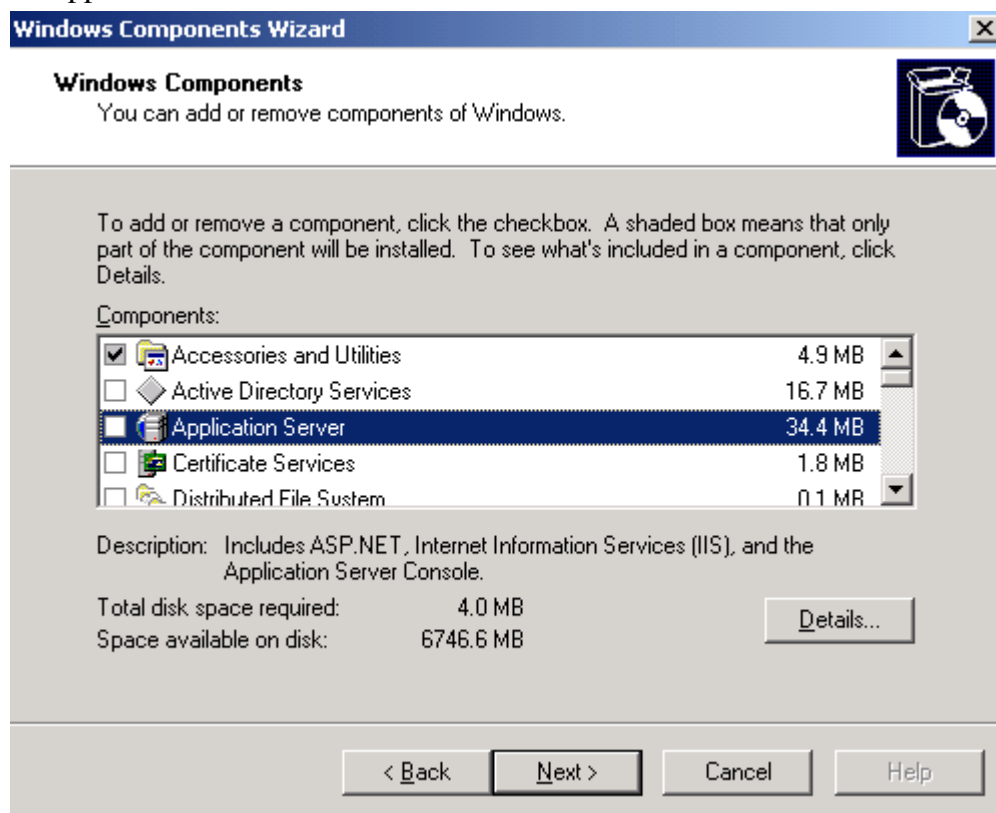 Windows Components Wizard
Windows Components
You can add or remove components of Windows.
To add or remove a component, click the checkbox. A shaded box means that only
part of the component will be installed. To see what's included in a component, click
Details.
Components:
Accessories and Utilities 4.9 MB
Active Directory Services 16.7 MB
Application Server 34.4 MB
Certificate Services 1.8 MB
Distributed File System 0.1 MB
Description: Includes ASP.NET, Internet Information Services (IIS), and the
Application Server Console.
Total disk space required: 4.0 MB
Space available on disk: 6746.6 MB
Details...
< Back Next > Cancel Help